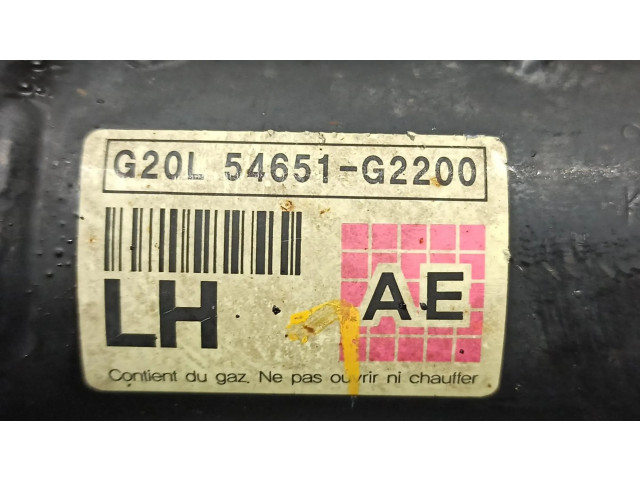 G20L 54651-G2200
LH
AE
Contient du gaz. Ne pas ouvrir ni chauffer